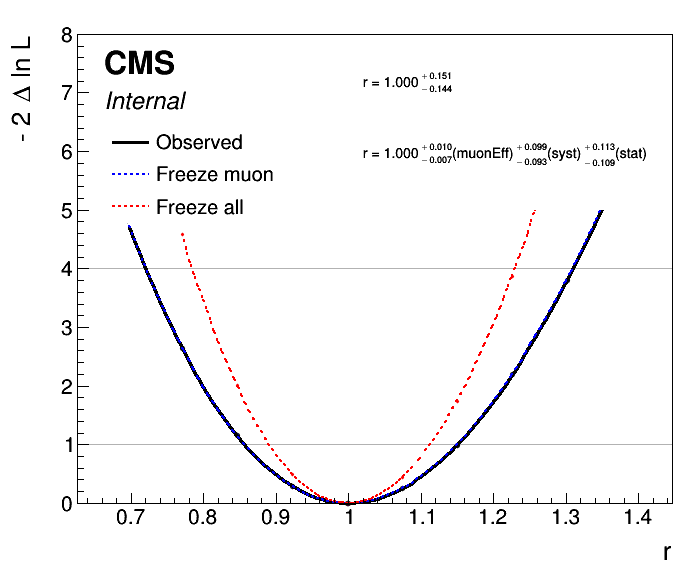 - 2 Δ ln L
8
7
6
5
4
3
2
1
0
CMS
Internal
Observed
Freeze muon
Freeze all
r = 1.000 + 0.151 − 0.144
r = 1.000 + 0.010 − 0.007 (muonEff) + 0.099 − 0.093 (syst) + 0.113 − 0.109 (stat)
0.7 0.8 0.9 1 1.1 1.2 1.3 1.4
r